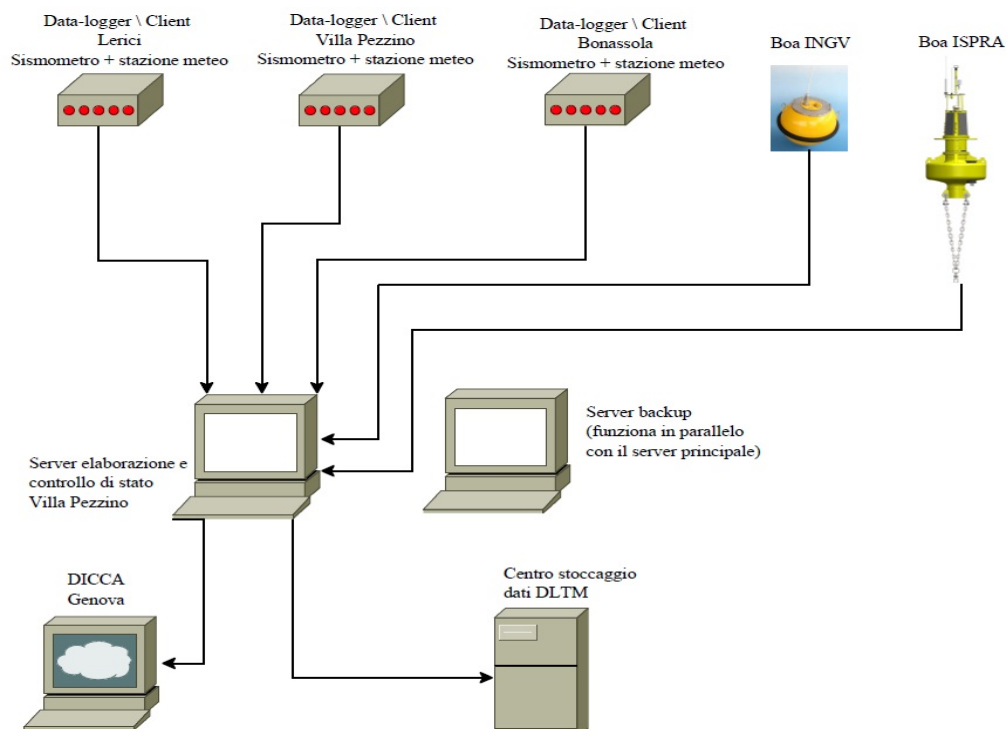 Data-logger \ Client
Lerici
Sismometro + stazione meteo
Data-logger \ Client
Villa Pezzino
Sismometro + stazione meteo
Data-logger \ Client
Bonassola
Sismometro + stazione meteo
Boa INGV
Boa ISPRA
Server elaborazione e
controllo di stato
Villa Pezzino
Server backup
(funziona in parallelo
con il server principale)
DICCA
Genova
Centro stoccaggio
dati DLTM